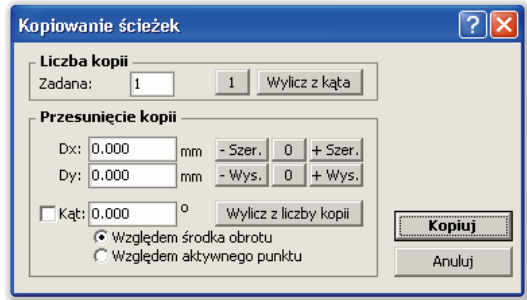 Kopiowanie ścieżek
Liczba kopii
Zadana: 1 1 Wylicz z kąta
Przesunięcie kopii
Dx: 0.000 mm - Szer. 0 + Szer.
Dy: 0.000 mm - Wys. 0 + Wys.
Kąt: 0.000 º Wylicz z liczby kopii
Względem środka obrotu
Względem aktywnego punktu
Kopiuj
Anuluj